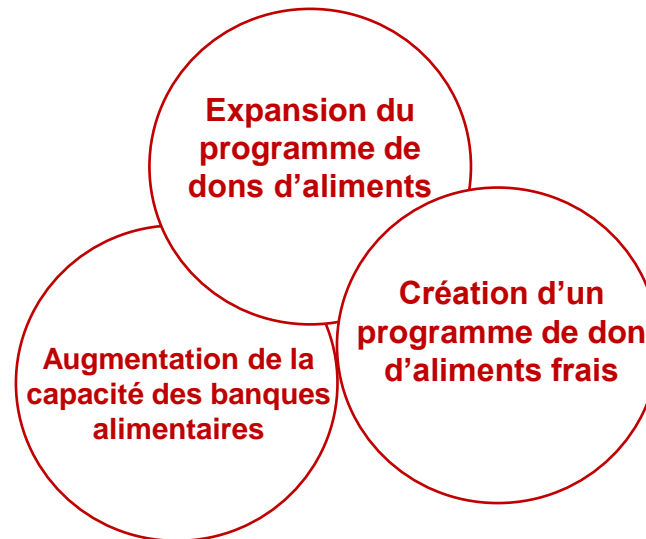 Expansion du
programme de
dons d’aliments
Création d’un
programme de don
d’aliments frais
Augmentation de la
capacité des banques
alimentaires